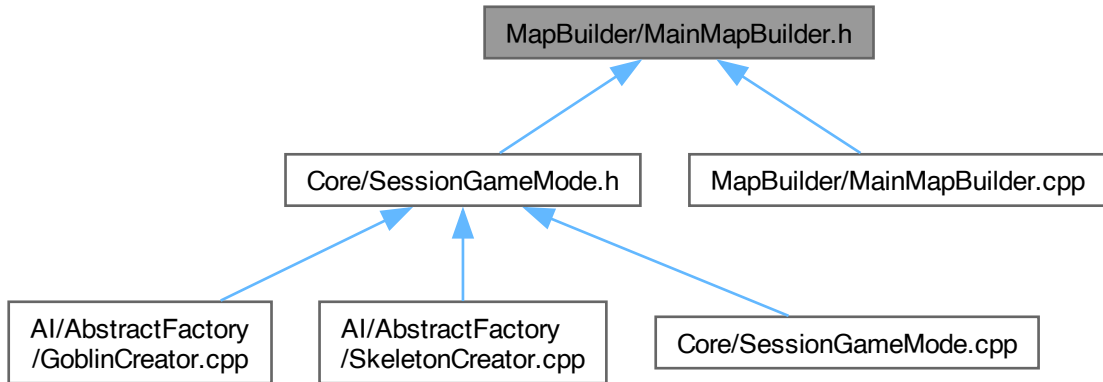 MapBuilder/MainMapBuilder.h
Core/SessionGameMode.h
MapBuilder/MainMapBuilder.cpp
AI/AbstractFactory
/GoblinCreator.cpp
AI/AbstractFactory
/SkeletonCreator.cpp
Core/SessionGameMode.cpp